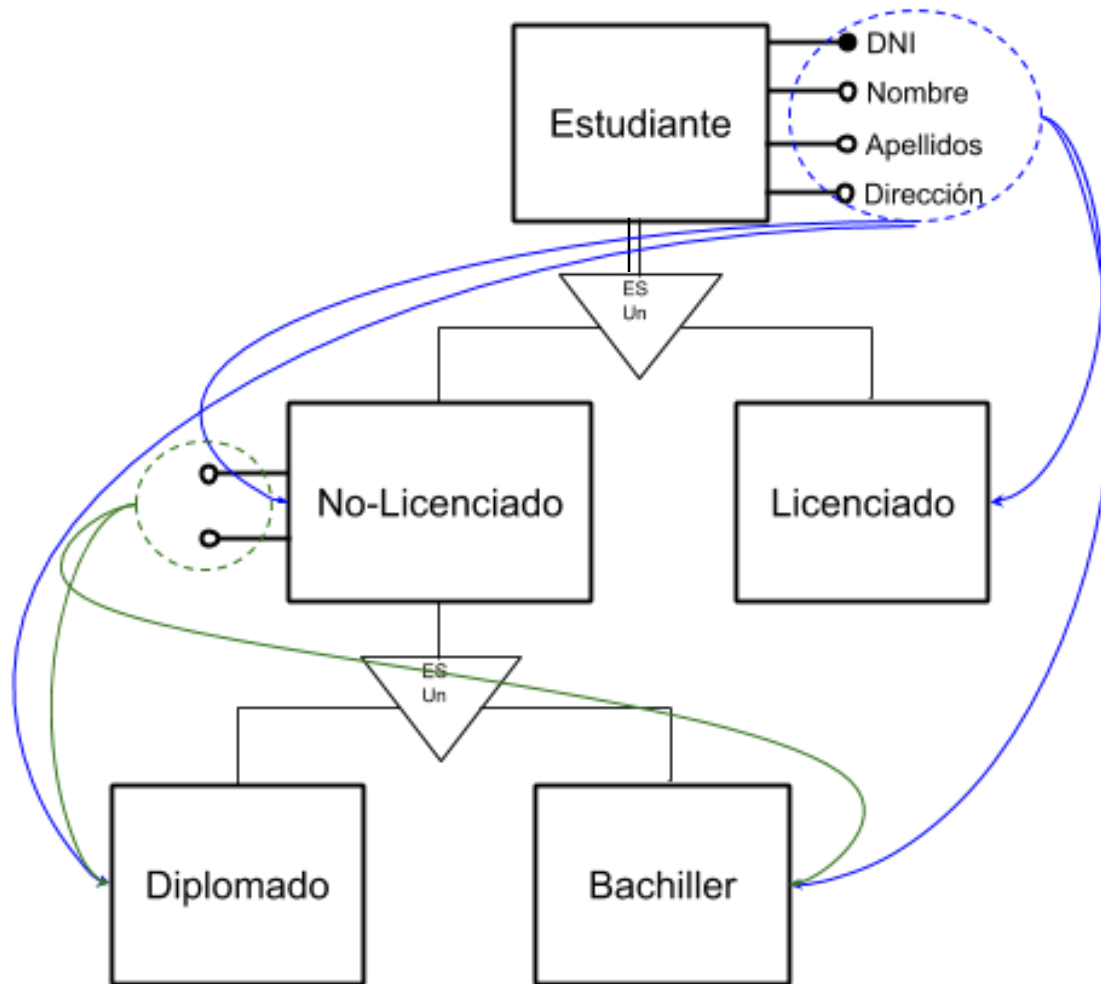 DNI
Nombre
Estudiante
Apellidos
Dirección
ES
Un
No-Licenciado
Licenciado
ES
Un
Diplomado
Bachiller